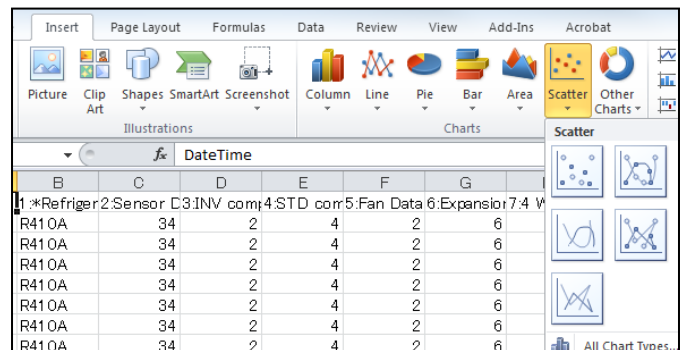 Insert Page Layout Formulas Data Review View Add-Ins Acrobat
Picture Clip Art Shapes SmartArt Screenshot Column Line Pie Bar Area Scatter Other Charts
Illustrations Charts
Scatter
fx DateTime
B C D E F G
1:*Refriger 2:Sensor D 3:INV comp 4:STD com 5:Fan Data 6:Expansion 7:4 W
R410A 34 2 4 2 6
R410A 34 2 4 2 6
R410A 34 2 4 2 6
R410A 34 2 4 2 6
R410A 34 2 4 2 6
R410A 34 2 4 2 6
R410A 34 2 4 2 6
All Chart Types...